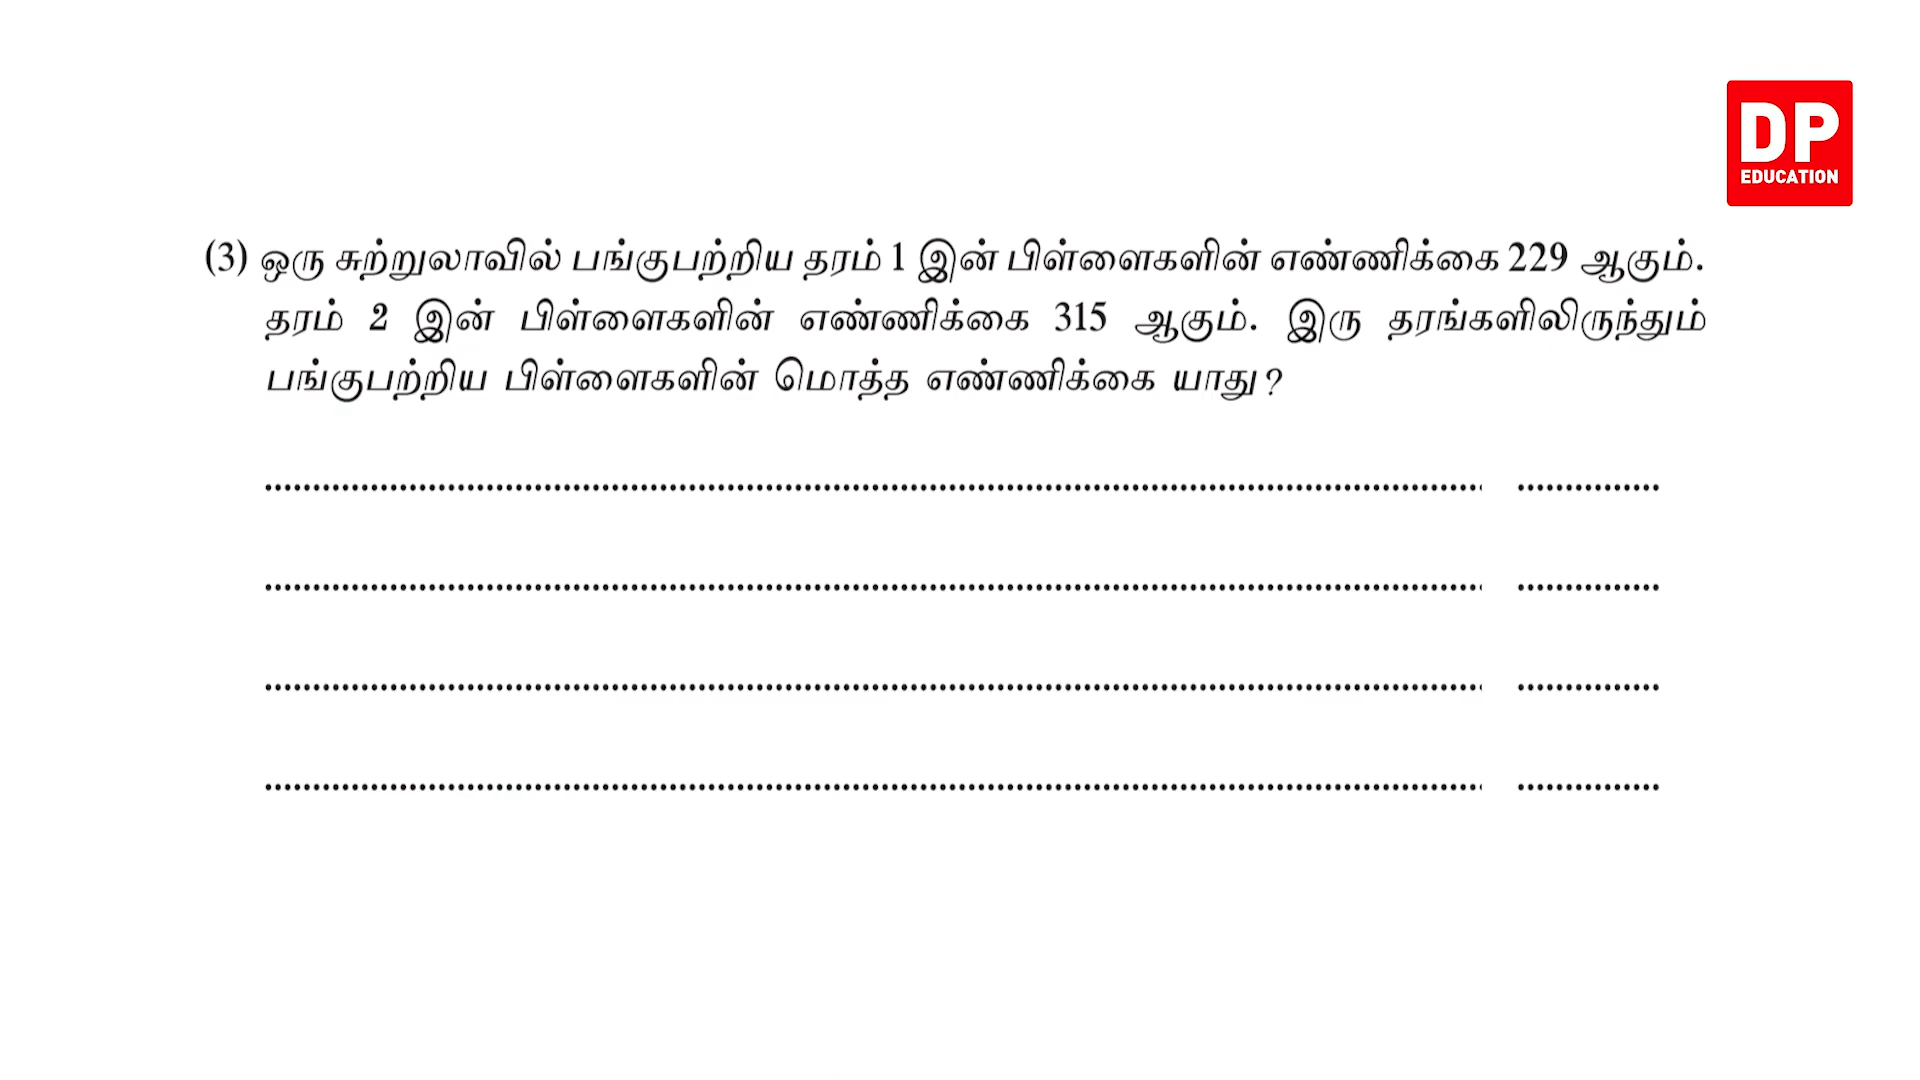 DP
EDUCATION
(3) ஒரு சுற்றுலாவில் பங்குபற்றிய தரம் 1 இன் பிள்ளைகளின் எண்ணிக்கை 229 ஆகும்.
தரம் 2 இன் பிள்ளைகளின் எண்ணிக்கை 315 ஆகும். இரு தரங்களிலிருந்தும்
பங்குபற்றிய பிள்ளைகளின் மொத்த எண்ணிக்கை யாது?